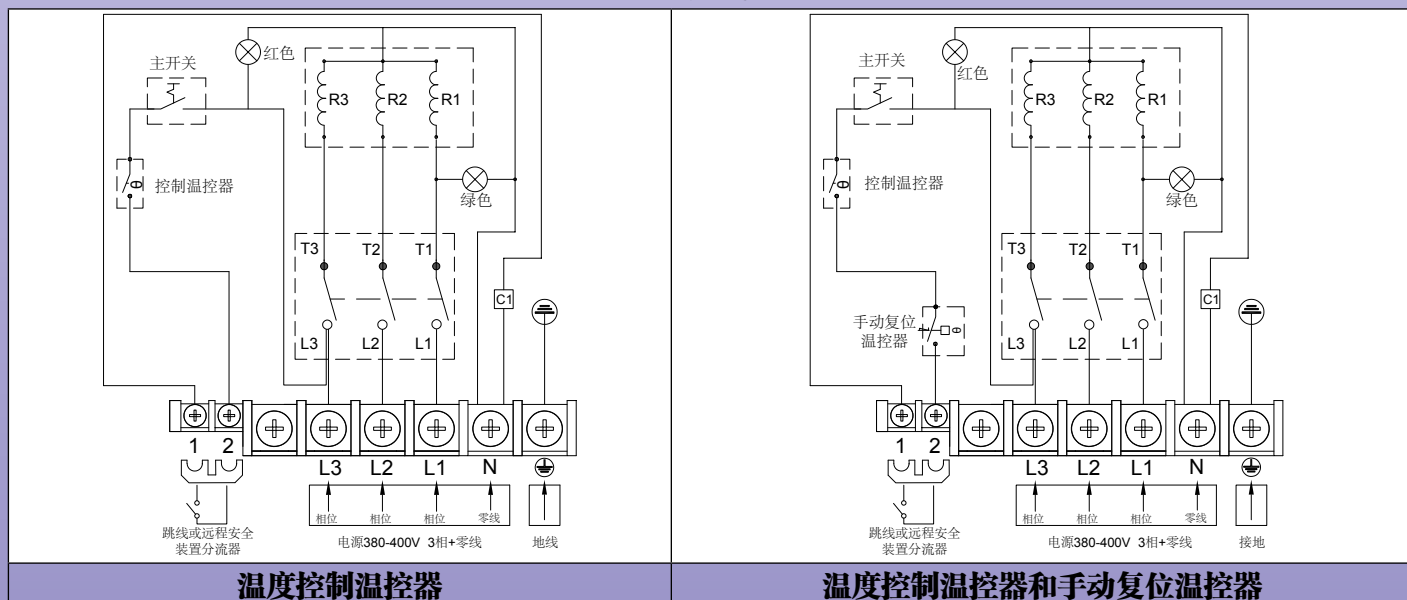 主开关
红色
R3 R2 R1
控制温控器
绿色
T3 T2 T1
C1
L3 L2 L1
1 2
L3 L2 L1 N
相位 相位 相位 零线
跳线或远程安全
装置分流器
电源380-400V 3相+零线
地线
温度控制温控器
主开关
红色
R3 R2 R1
控制温控器
绿色
T3 T2 T1
C1
手动复位
温控器
L3 L2 L1
1 2
L3 L2 L1 N
相位 相位 相位 零线
跳线或远程安全
装置分流器
电源380-400V 3相+零线
接地
温度控制温控器和手动复位温控器